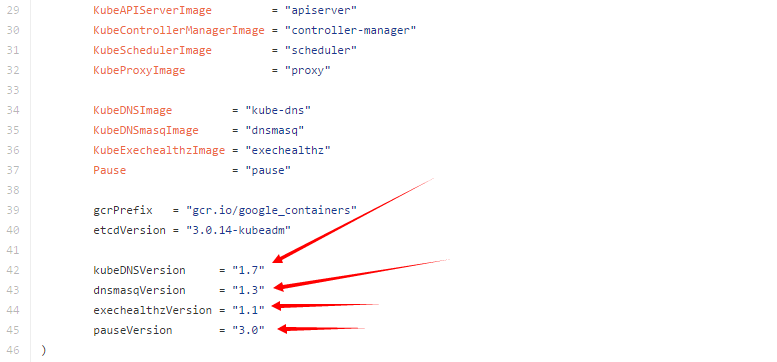 29 KubeAPIServerImage = "apiserver"
30 KubeControllerManagerImage = "controller-manager"
31 KubeSchedulerImage = "scheduler"
32 KubeProxyImage = "proxy"
33
34 KubeDNSImage = "kube-dns"
35 KubeDNSmasqImage = "dnsmasq"
36 KubeExechealthzImage = "exechealthz"
37 Pause = "pause"
38
39 gcrPrefix = "gcr.io/google_containers"
40 etcdVersion = "3.0.14-kubeadm"
41
42 kubeDNSVersion = "1.7"
43 dnsmasqVersion = "1.3"
44 exechealthzVersion = "1.1"
45 pauseVersion = "3.0"
46 )